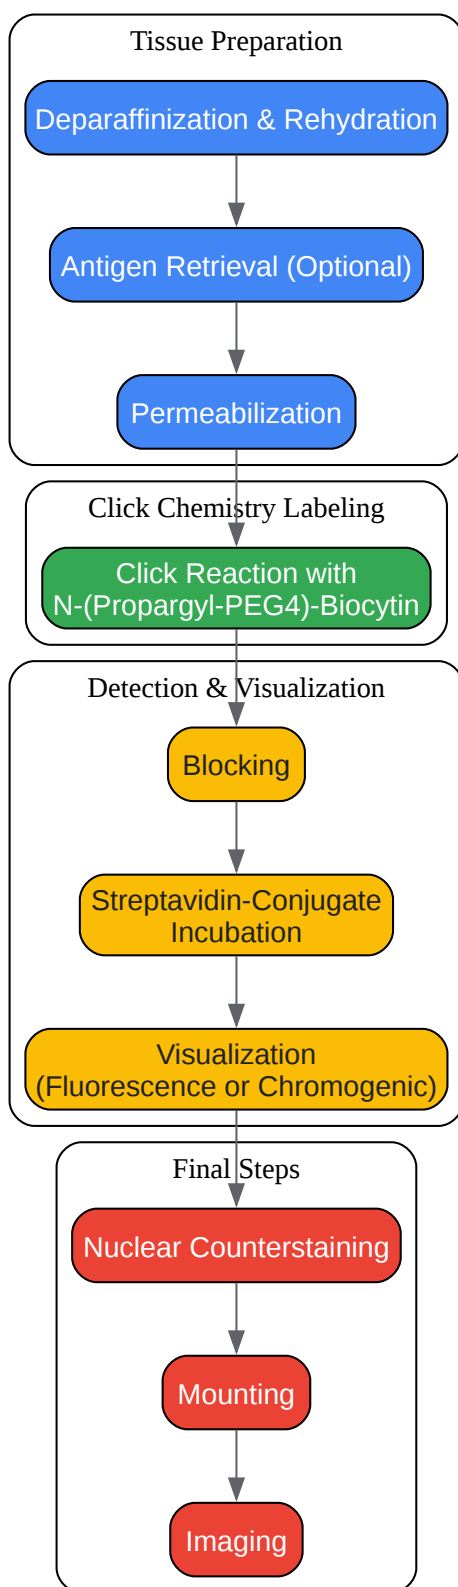 Tissue Preparation
Deparaffinization & Rehydration
Antigen Retrieval (Optional)
Permeabilization
Click Chemistry Labeling
Click Reaction with
N-(Propargyl-PEG4)-Biocytin
Detection & Visualization
Blocking
Streptavidin-Conjugate
Incubation
Visualization
(Fluorescence or Chromogenic)
Final Steps
Nuclear Counterstaining
Mounting
Imaging